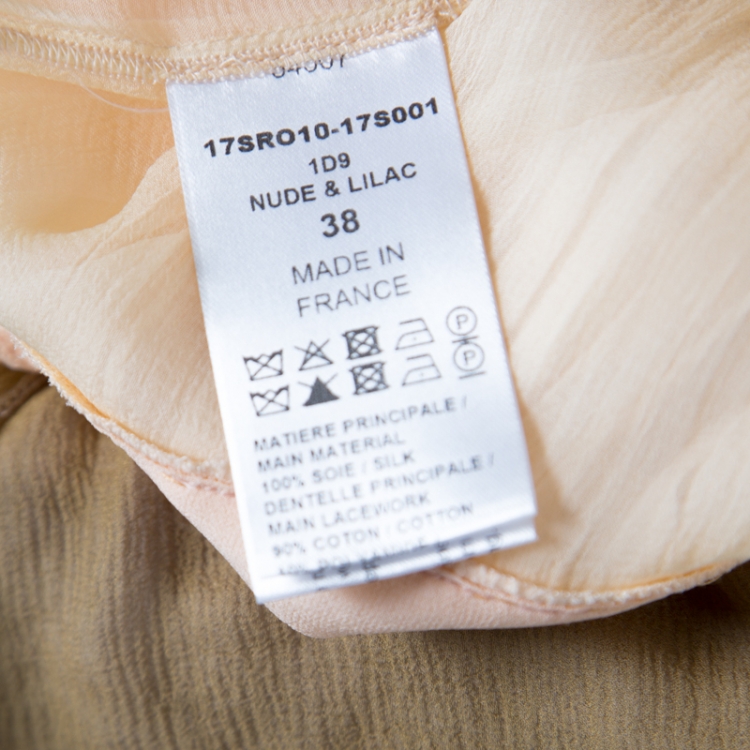 17SRO10-17S001
1D9
NUDE & LILAC
38
MADE IN
FRANCE
P
P
MATIERE PRINCIPALE /
MAIN MATERIAL
100% SOIE / SILK
DENTELLE PRINCIPALE /
MAIN LACEWORK
90% COTON / COTTON